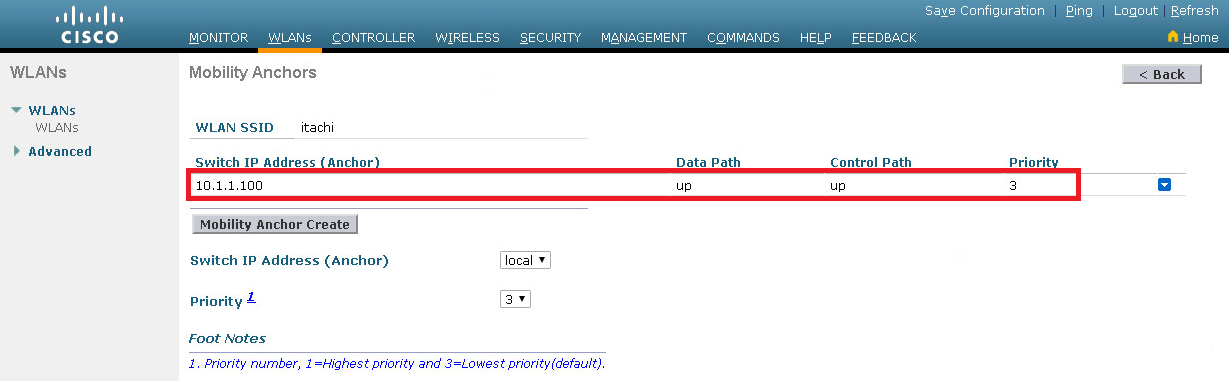 Save Configuration | Ping | Logout | Refresh
CISCO
MONITOR WLANs CONTROLLER WIRELESS SECURITY MANAGEMENT COMMANDS HELP FEEDBACK Home
WLANs
Mobility Anchors
< Back
WLANs
WLANs
Advanced
WLAN SSID itachi
Switch IP Address (Anchor) Data Path Control Path Priority
10.1.1.100 up up 3
Mobility Anchor Create
Switch IP Address (Anchor) local
Priority 1 3
Foot Notes
1. Priority number, 1=Highest priority and 3=Lowest priority(default).